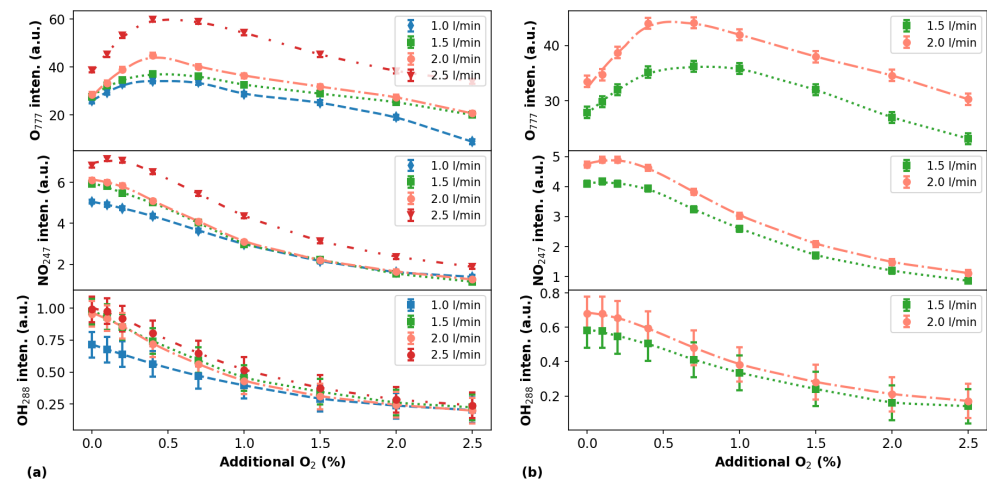 O777 inten. (a.u.)
60
40
20
1.0 l/min
1.5 l/min
2.0 l/min
2.5 l/min
NO247 inten. (a.u.)
6
4
2
1.0 l/min
1.5 l/min
2.0 l/min
2.5 l/min
OH288 inten. (a.u.)
1.00
0.75
0.50
0.25
1.0 l/min
1.5 l/min
2.0 l/min
2.5 l/min
0.0 0.5 1.0 1.5 2.0 2.5
Additional O2 (%)
(a)
O777 inten. (a.u.)
40
30
1.5 l/min
2.0 l/min
NO247 inten. (a.u.)
5
4
3
2
1
1.5 l/min
2.0 l/min
OH288 inten. (a.u.)
0.8
0.6
0.4
0.2
1.5 l/min
2.0 l/min
0.0 0.5 1.0 1.5 2.0 2.5
Additional O2 (%)
(b)